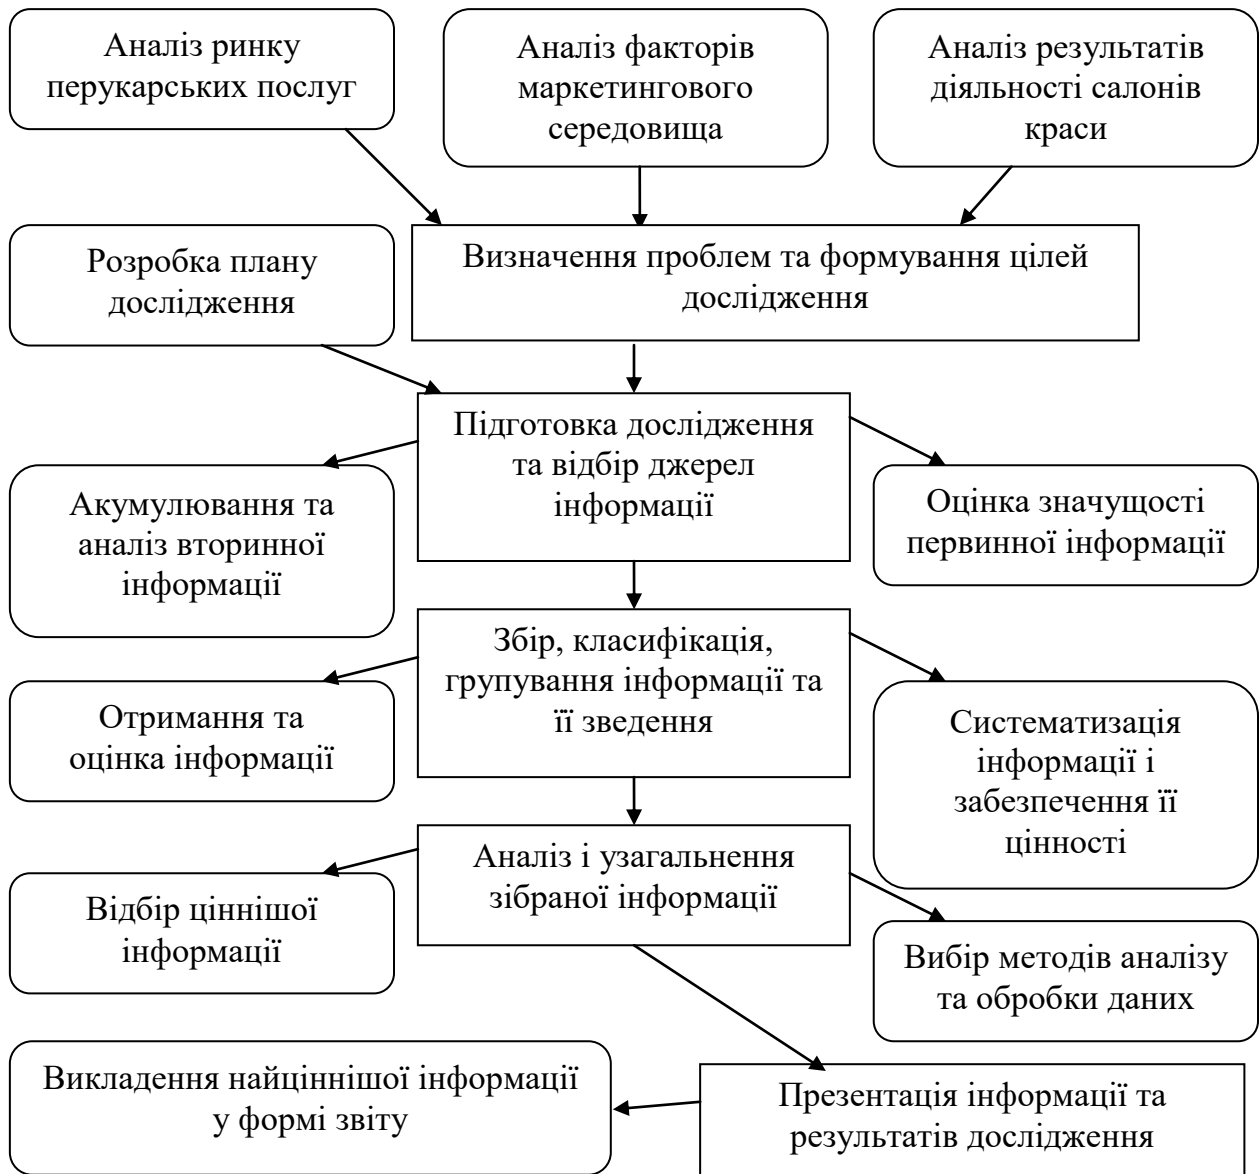 Аналіз ринку
перукарських послуг
Аналіз факторів
маркетингового
середовища
Аналіз результатів
діяльності салонів
краси
Розробка плану
дослідження
Визначення проблем та формування цілей
дослідження
Підготовка дослідження
та відбір джерел
інформації
Акумулювання та
аналіз вторинної
інформації
Оцінка значущості
первинної інформації
Збір, класифікація,
групування інформації та
її зведення
Отримання та
оцінка інформації
Систематизація
інформації і
забезпечення її
цінності
Аналіз і узагальнення
зібраної інформації
Відбір ціннішої
інформації
Вибір методів аналізу
та обробки даних
Викладення найціннішої інформації
у формі звіту
Презентація інформації та
результатів дослідження